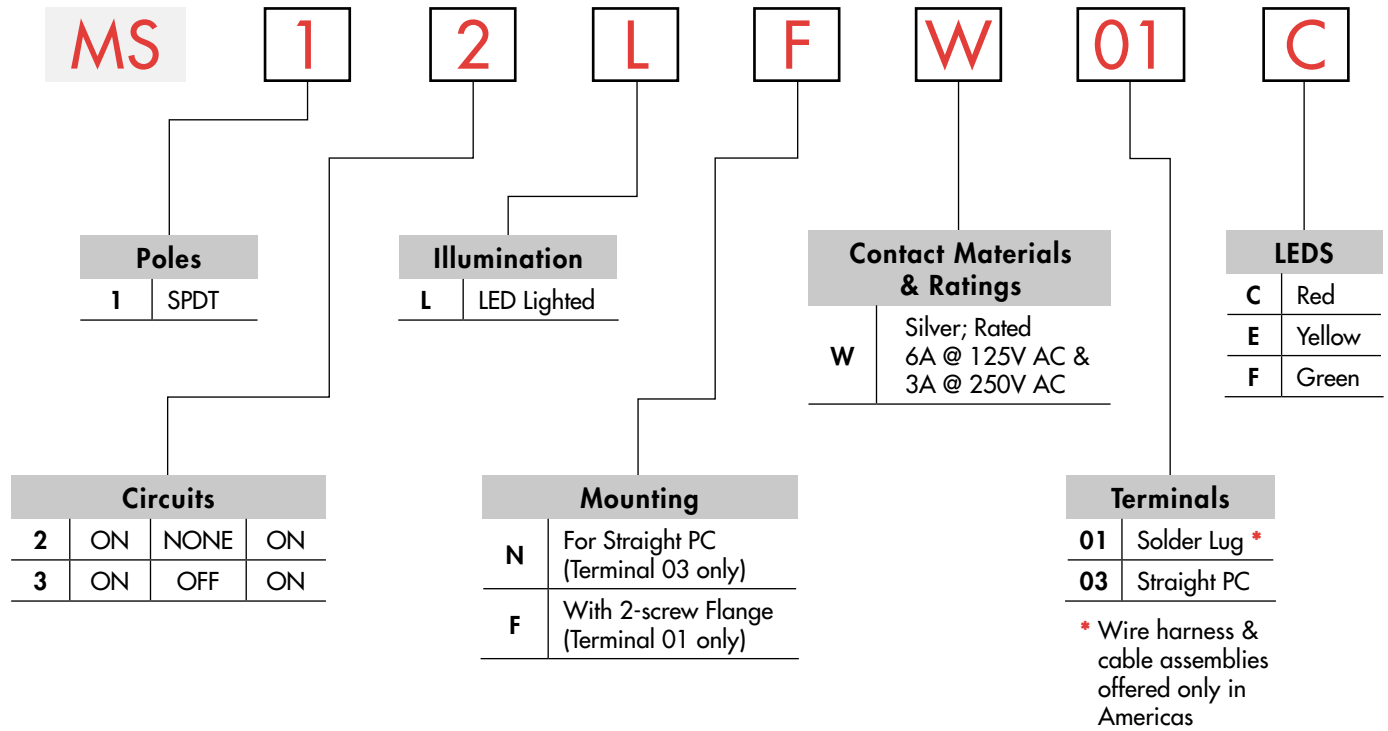 MS 1 2 L F W 01 C
Poles
1 SPDT
Illumination
L LED Lighted
Contact Materials
& Ratings
W Silver; Rated
6A @ 125V AC &
3A @ 250V AC
LEDS
C Red
E Yellow
F Green
Circuits
2 ON NONE ON
3 ON OFF ON
Mounting
N For Straight PC
(Terminal 03 only)
F With 2-screw Flange
(Terminal 01 only)
Terminals
01 Solder Lug *
03 Straight PC
* Wire harness &
cable assemblies
offered only in
Americas